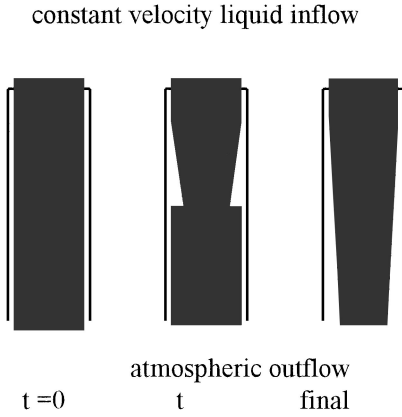 constant velocity liquid inflow
atmospheric outflow
t =0 t final